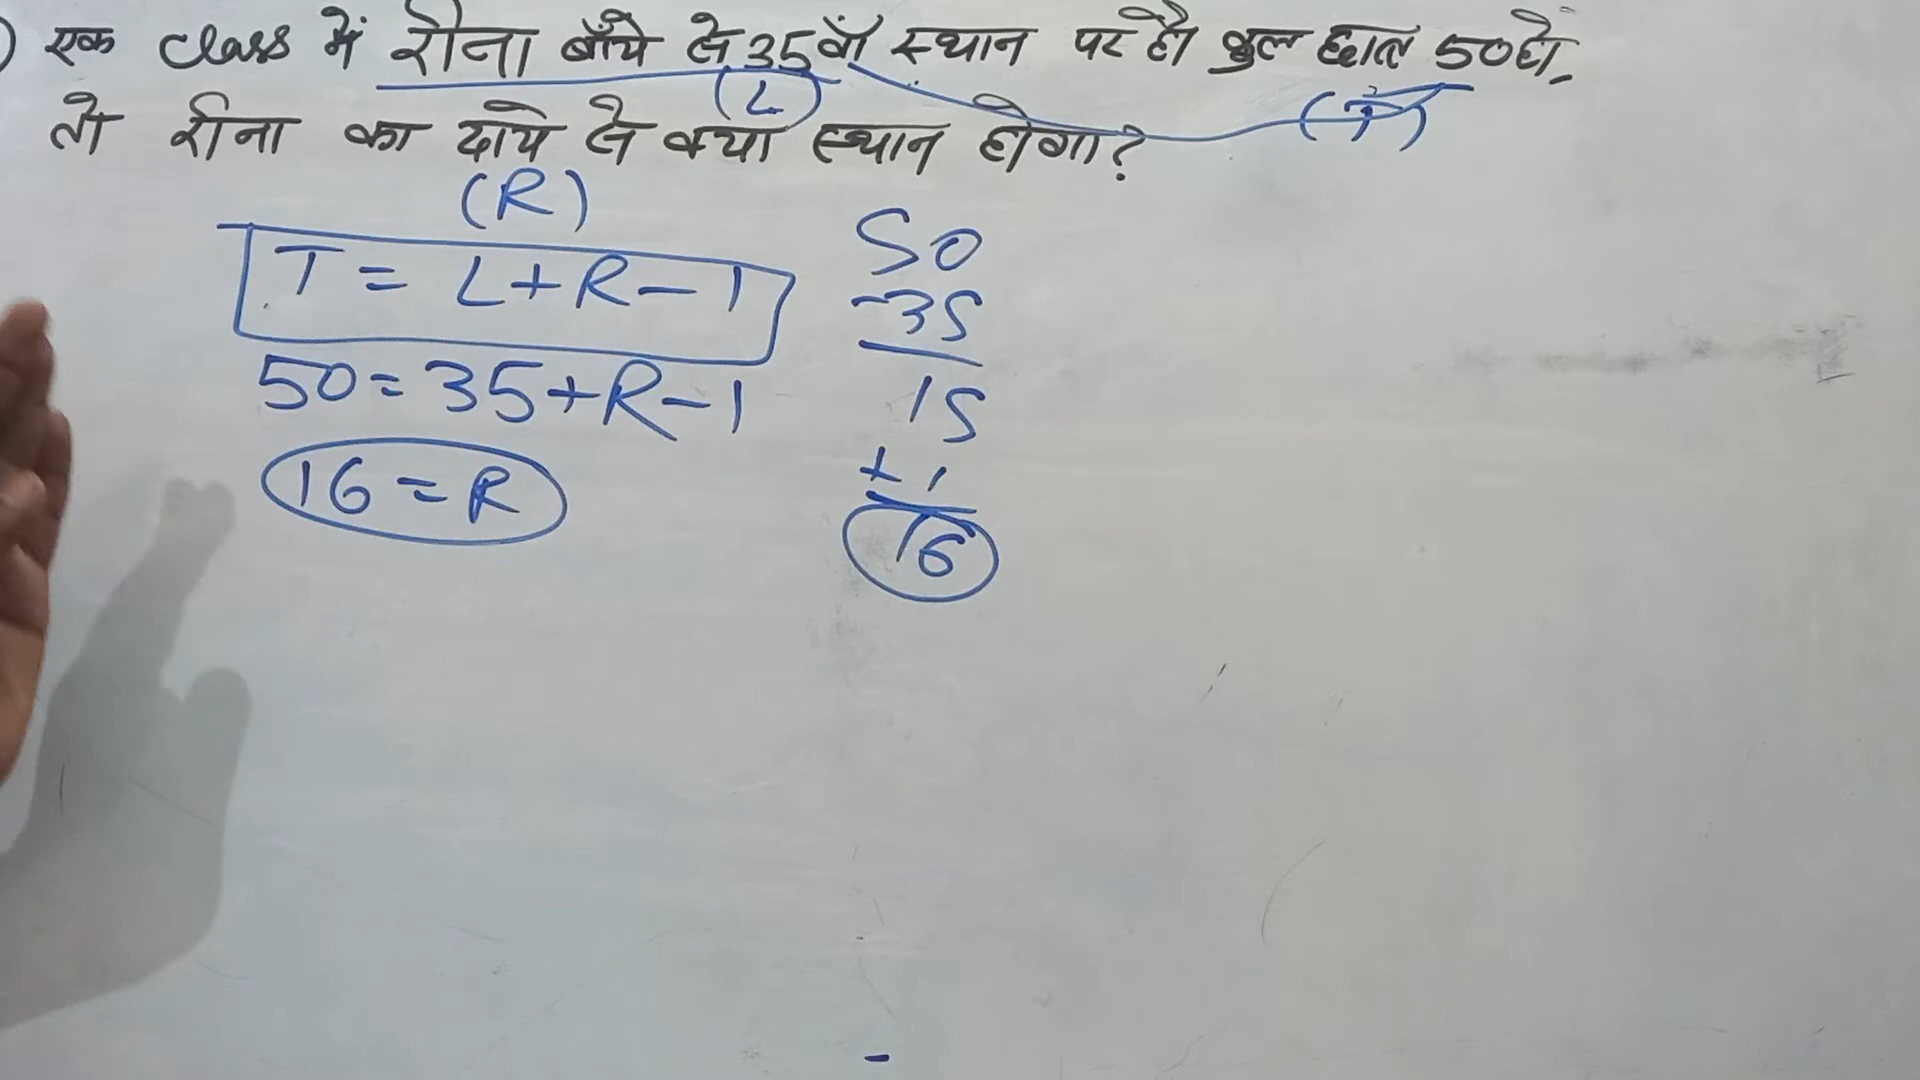 एक class में रीना बाँये से 35वाँ स्थान पर है। कुल छात्र 50 हो,
(L)
(T)
तो रीना का दाये से क्या स्थान होगा?
(R)
T = L+R-1
50=35+R-1
16=R
50
-35
15
+1
16